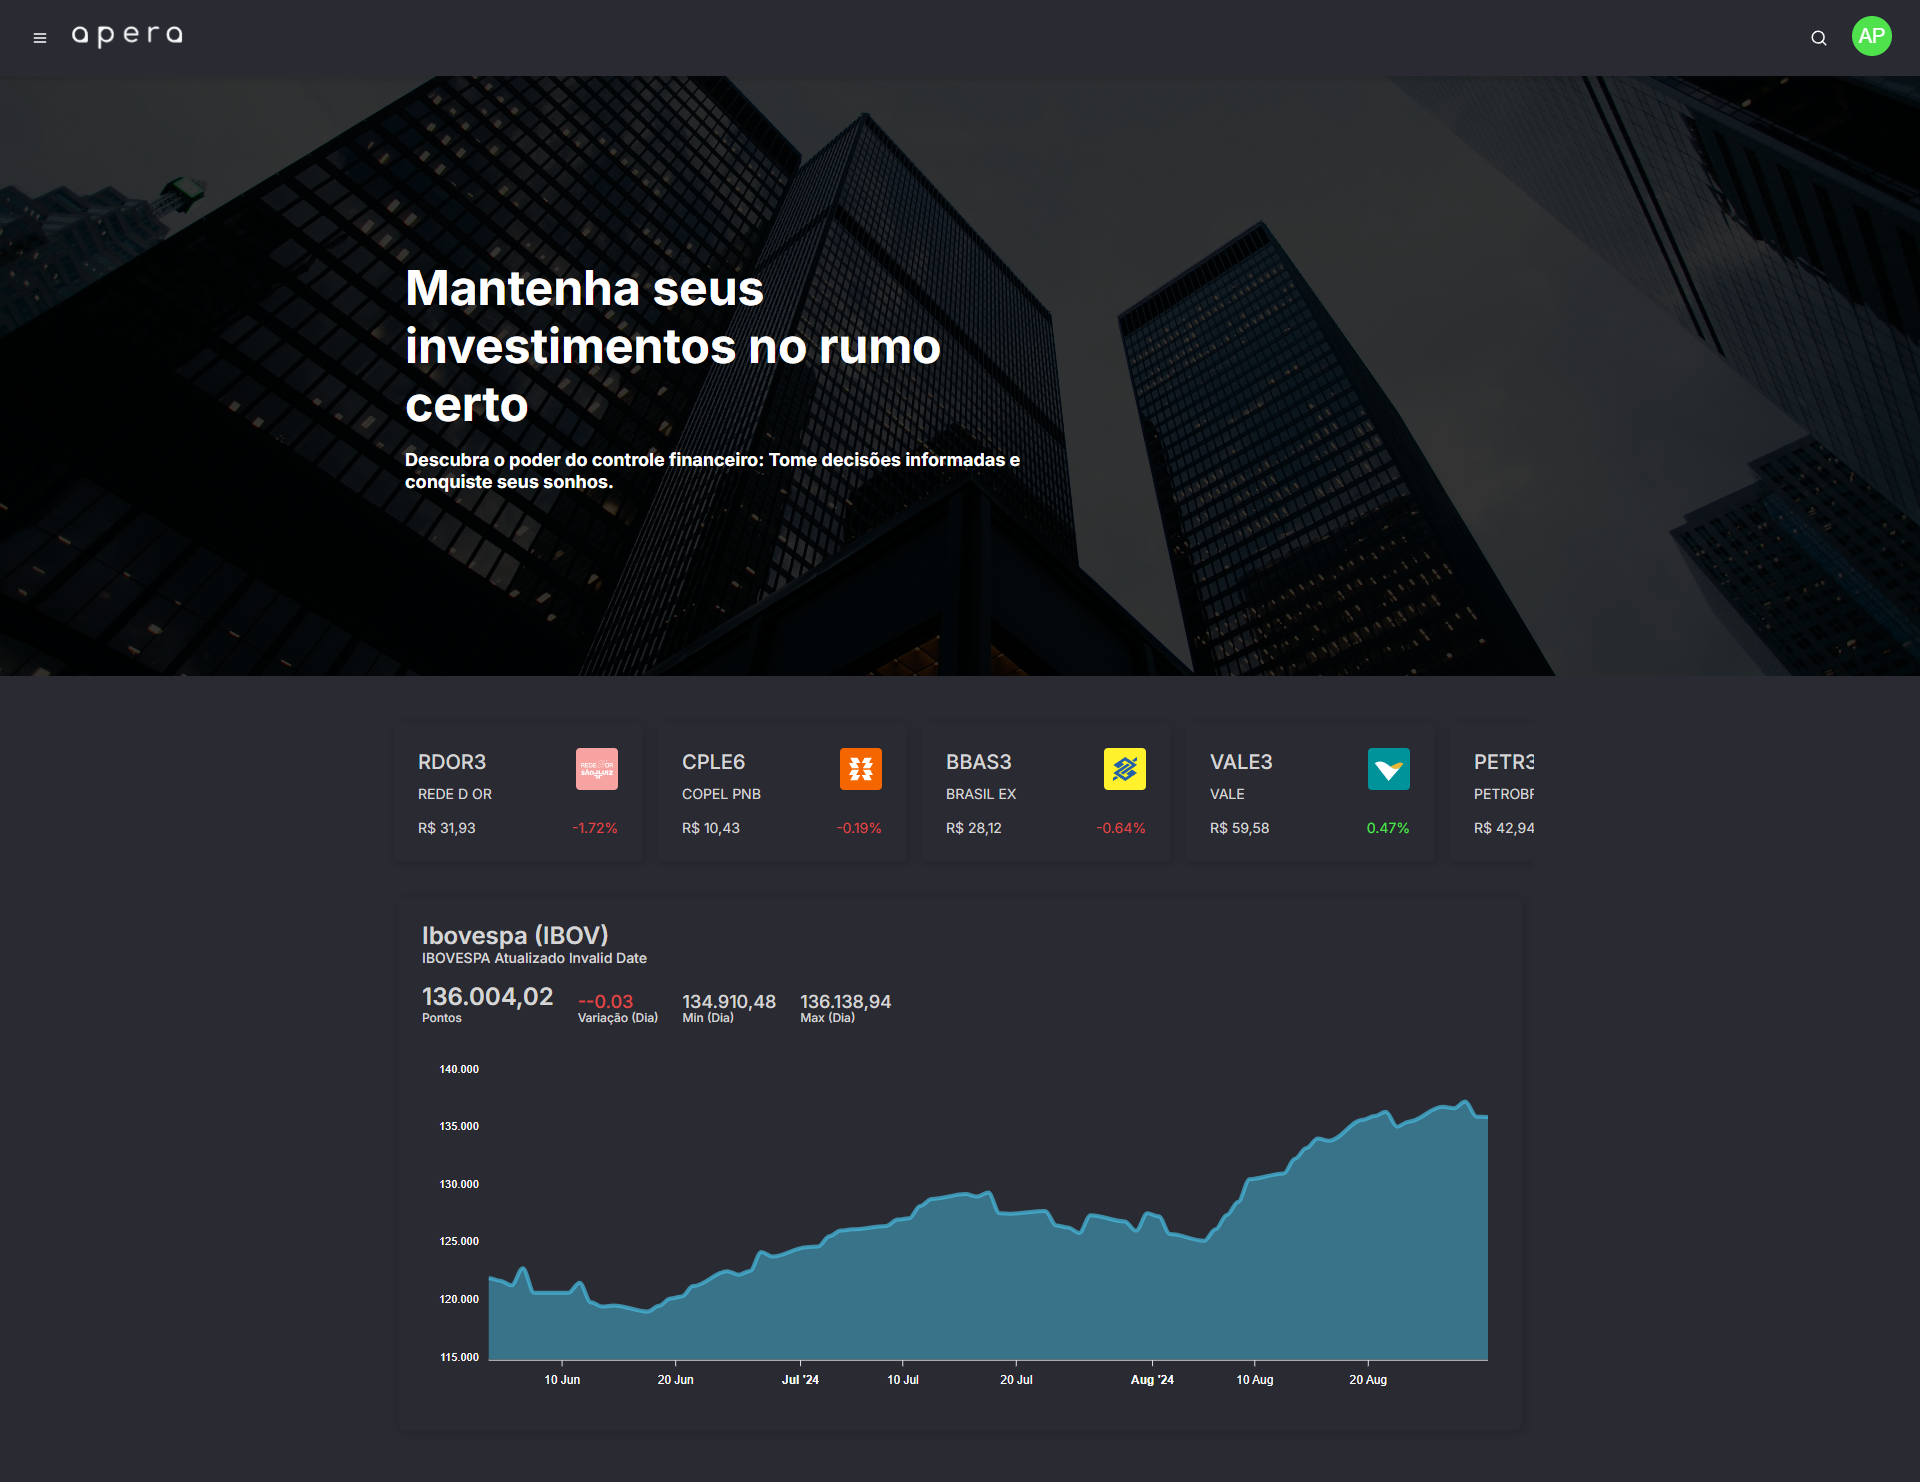 apera
AP
Mantenha seus
investimentos no rumo
certo
Descubra o poder do controle financeiro: Tome decisões informadas e
conquiste seus sonhos.
RDOR3
REDE D OR
R$ 31,93
-1.72%
CPLE6
COPEL PNB
R$ 10,43
-0.19%
BBAS3
BRASIL EX
R$ 28,12
-0.64%
VALE3
VALE
R$ 59,58
0.47%
PETR3
PETROBR
R$ 42,94
Ibovespa (IBOV)
IBOVESPA Atualizado Invalid Date
136.004,02
Pontos
--0.03
Variação (Dia)
134.910,48
Min (Dia)
136.138,94
Max (Dia)
140.000
135.000
130.000
125.000
120.000
115.000
10 Jun
20 Jun
Jul '24
10 Jul
20 Jul
Aug '24
10 Aug
20 Aug